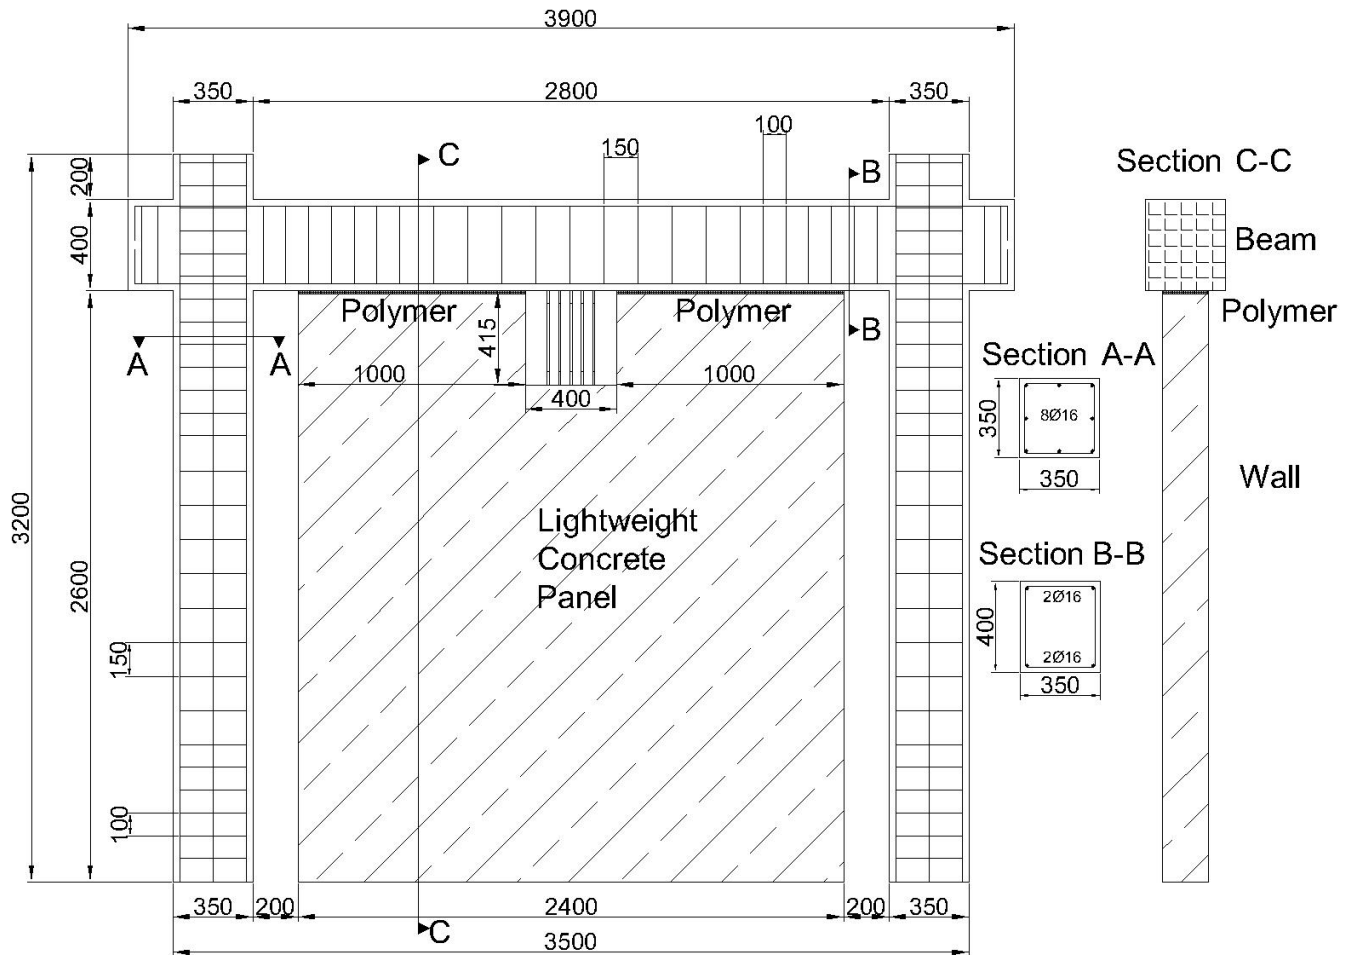 3900
350
2800
350
100
150
C
B
Section C-C
200
400
Beam
Polymer
Polymer
Polymer
415
B
A
A
Section A-A
1000
1000
400
350
8Ø16
350
Wall
3200
Lightweight
Concrete
Panel
Section B-B
2600
2Ø16
400
2Ø16
150
350
100
350
200
2400
200
350
C
3500